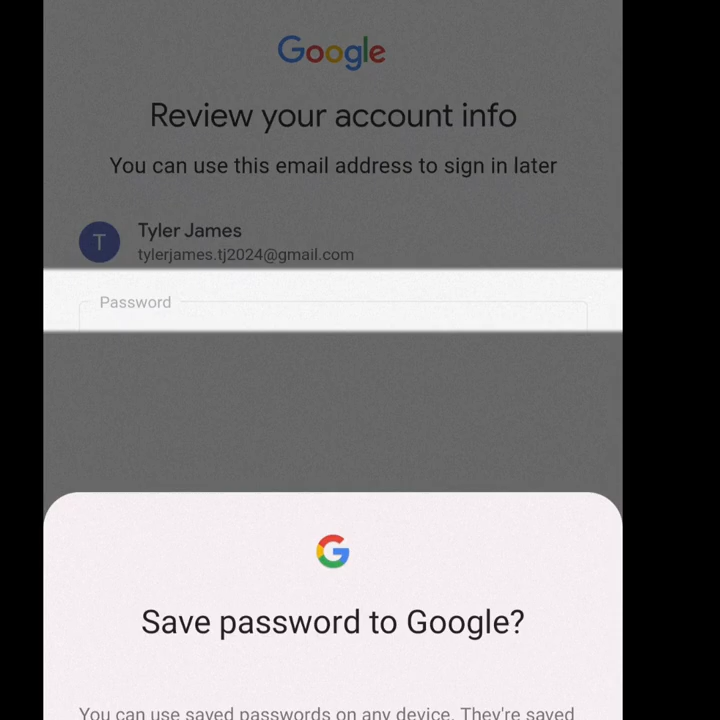 Google
Review your account info
You can use this email address to sign in later
T
Tyler James
tylerjames.tj2024@gmail.com
Password
G
Save password to Google?
You can use saved passwords on any device. They're saved